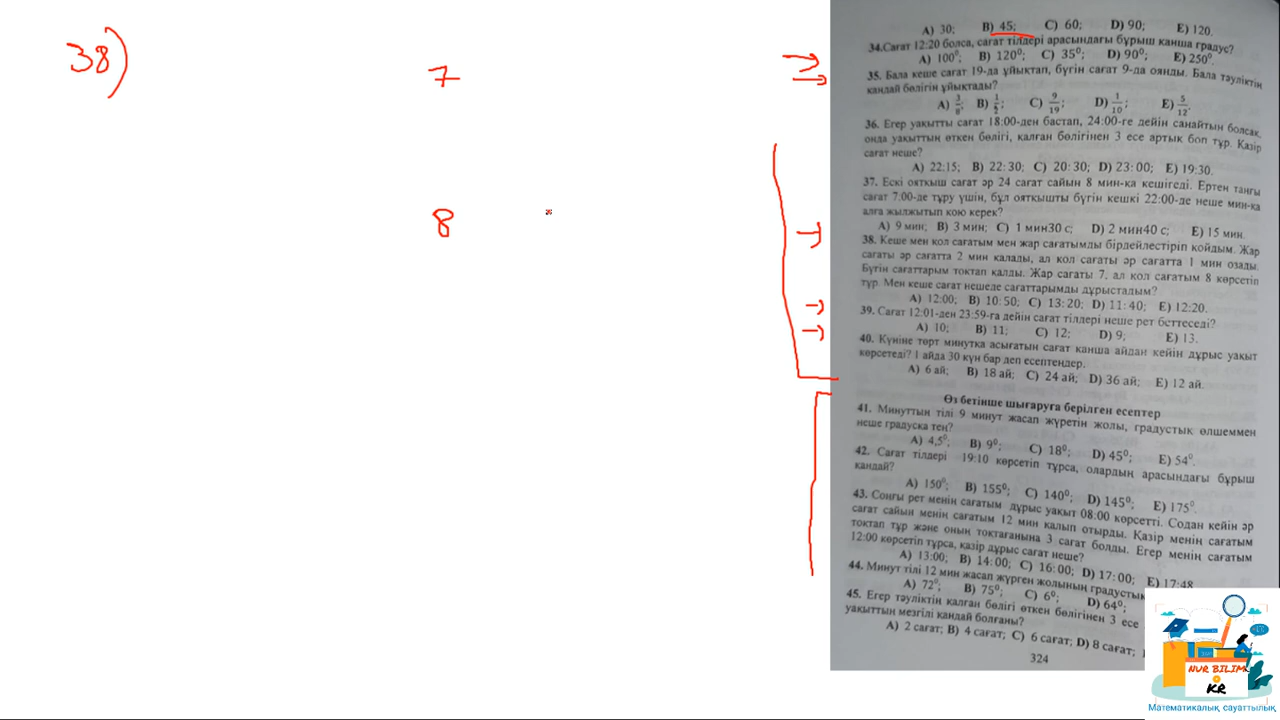 38)
7
8
A) 30; B) 45; C) 60; D) 90; E) 120.
34.Сағат 12:20 болса, сағат тілдері арасындағы бұрыш қанша градус?
A) 100⁰; B) 120⁰; C) 35⁰; D) 90⁰; E) 250⁰.
35. Бала кеше сағат 19-да ұйықтап, бүгін сағат 9-да оянды. Бала тәуліктің
қандай бөлігін ұйықтады?
A) 3/8; B) 1/2; C) 9/19; D) 1/10; E) 5/12.
36. Егер уақытты сағат 18:00-ден бастап, 24:00-ге дейін санайтын болсақ,
онда уақыттың өткен бөлігі, қалған бөлігінен 3 есе артық боп тұр. Қазір
сағат неше?
A) 22:15; B) 22:30; C) 20:30; D) 23:00; E) 19:30.
37. Ескі оятқыш сағат әр 24 сағат сайын 8 мин-қа кешігеді. Ертең таңғы
сағат 7:00-де тұру үшін, бұл оятқышты бүгін кешкі 22:00-де неше мин-қа
алға жылжытып қою керек?
A) 9 мин; B) 3 мин; C) 1 мин30 с; D) 2 мин40 с; E) 15 мин.
38. Кеше мен қол сағатым мен жар сағатымды бірдейлестіріп қойдым. Жар
сағаты әр сағатта 2 мин қалады, ал қол сағаты әр сағатта 1 мин озады.
Бүгін сағаттарым тоқтап қалды. Жар сағаты 7, ал қол сағатым 8 көрсетіп
тұр. Мен кеше сағат нешеде сағаттарымды дұрыстадым?
A) 12:00; B) 10:50; C) 13:20; D) 11:40; E) 12:20.
39. Сағат 12:01-ден 23:59-ға дейін сағат тілдері неше рет беттеседі?
A) 10; B) 11; C) 12; D) 9; E) 13.
40. Күніне төрт минутқа асығатын сағат қанша айдан кейін дұрыс уақыт
көрсетеді? 1 айда 30 күн бар деп есептеңдер.
A) 6 ай; B) 18 ай; C) 24 ай; D) 36 ай; E) 12 ай.
Өз бетінше шығаруға берілген есептер
41. Минуттың тілі 9 минут жасап жүретін жолы, градустық өлшеммен
неше градусқа тең?
A) 4,5⁰; B) 9⁰; C) 18⁰; D) 45⁰; E) 54⁰.
42. Сағат тілдері 19:10 көрсетіп тұрса, олардың арасындағы бұрыш
қандай?
A) 150⁰; B) 155⁰; C) 140⁰; D) 145⁰; E) 175⁰.
43. Соңғы рет менің сағатым дұрыс уақыт 08:00 көрсетті. Содан кейін әр
сағат сайын менің сағатым 12 мин қалып отырды. Қазір менің сағатым
тоқтап тұр және оның тоқтағанына 3 сағат болды. Егер менің сағатым
12:00 көрсетіп тұрса, қазір дұрыс сағат неше?
A) 13:00; B) 14:00; C) 16:00; D) 17:00; E) 17:48
44. Минут тілі 12 мин жасап жүрген жолының градустық
A) 72⁰; B) 75⁰; C) 6⁰; D) 64⁰;
45. Егер тәуліктің қалған бөлігі өткен бөлігінен 3 есе
уақыттың мезгілі қандай болғаны?
A) 2 сағат; B) 4 сағат; C) 6 сағат; D) 8 сағат;
324
NUR BILIM
KR
Математикалық сауаттылық